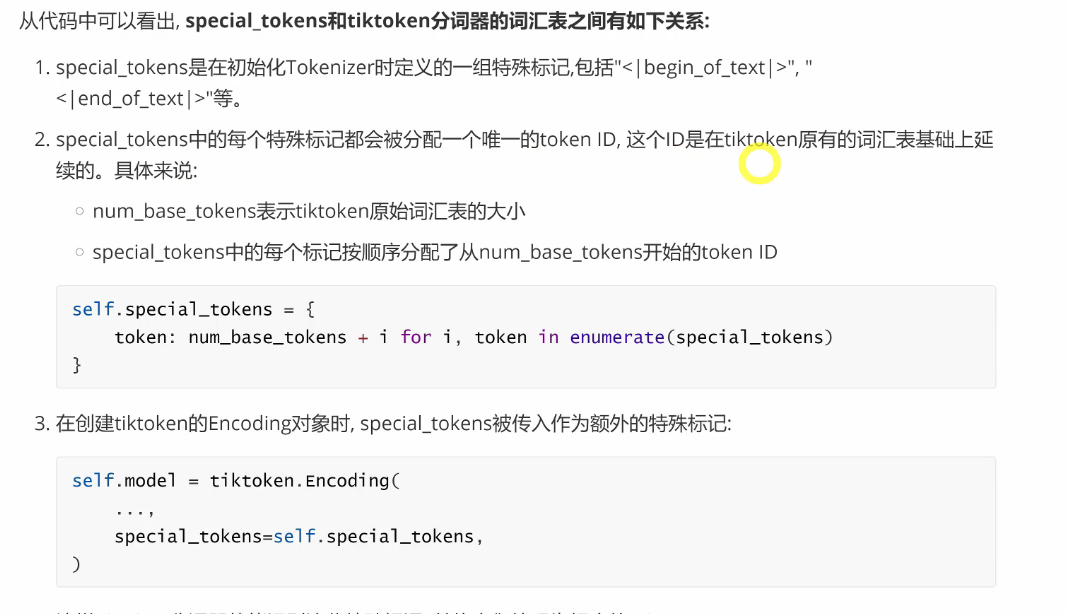 从代码中可以看出, special_tokens和tiktoken分词器的词汇表之间有如下关系:
1. special_tokens是在初始化Tokenizer时定义的一组特殊标记,包括"<|begin_of_text|>", "
<|end_of_text|>"等。
2. special_tokens中的每个特殊标记都会被分配一个唯一的token ID, 这个ID是在tiktoken原有的词汇表基础上延
续的。具体来说:
○ num_base_tokens表示tiktoken原始词汇表的大小
○ special_tokens中的每个标记按顺序分配了从num_base_tokens开始的token ID
self.special_tokens = {
    token: num_base_tokens + i for i, token in enumerate(special_tokens)
}
3. 在创建tiktoken的Encoding对象时, special_tokens被传入作为额外的特殊标记:
self.model = tiktoken.Encoding(
    ...,
    special_tokens=self.special_tokens,
)